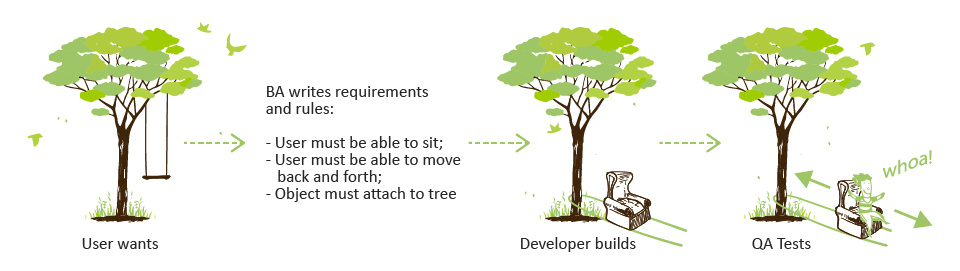 BA writes requirements
and rules:
- User must be able to sit;
- User must be able to move
back and forth;
- Object must attach to tree
whoa!
User wants
Developer builds
QA Tests